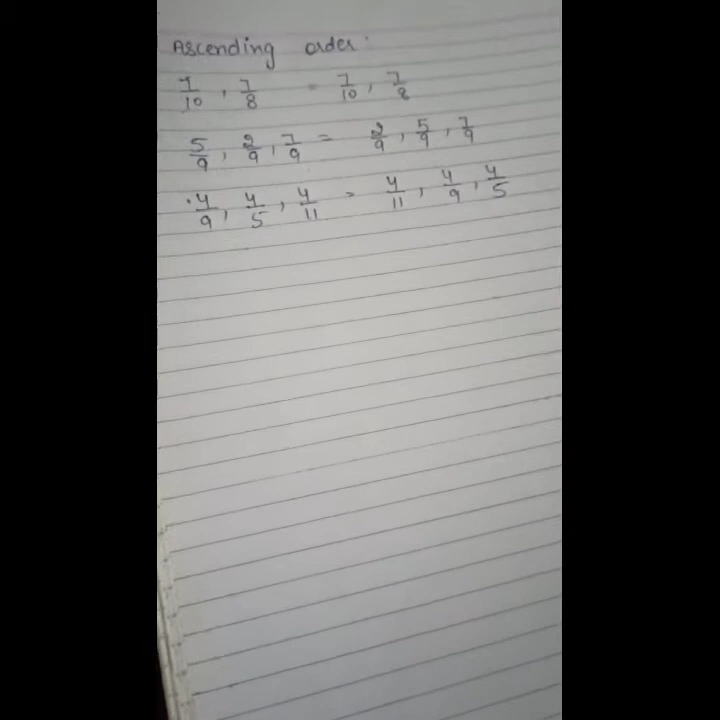 Ascending order:
7/10, 7/8 = 7/10, 7/8
5/9, 2/9, 7/9 = 2/9, 5/9, 7/9
4/9, 4/5, 4/11 = 4/11, 4/9, 4/5